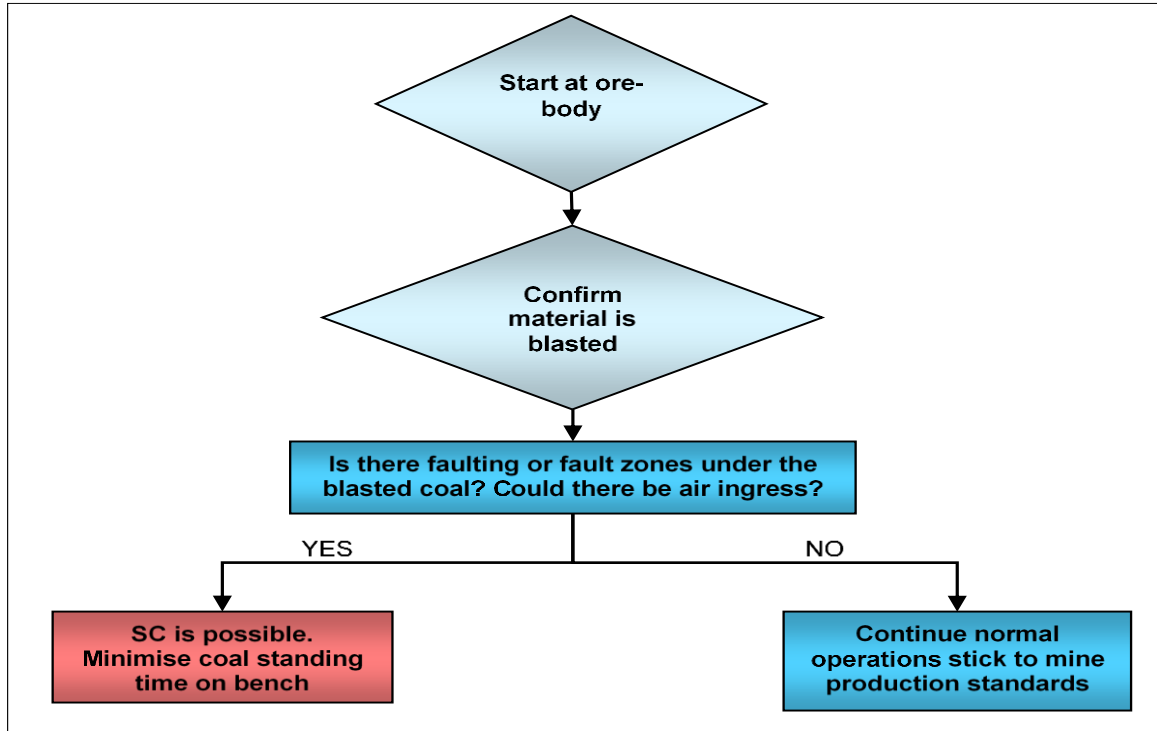 Start at ore-
body
Confirm
material is
blasted
Is there faulting or fault zones under the
blasted coal? Could there be air ingress?
YES
NO
SC is possible.
Minimise coal standing
time on bench
Continue normal
operations stick to mine
production standards